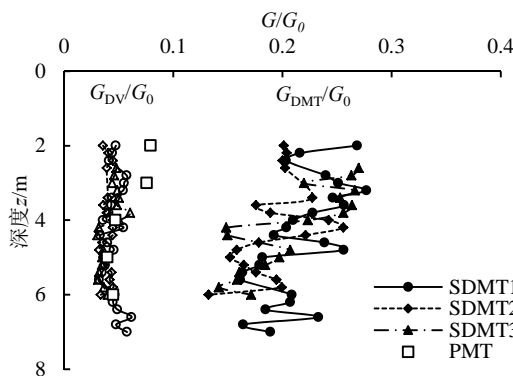 G/G₀
0 0.1 0.2 0.3 0.4
0
G_DV/G₀ G_DMT/G₀
2
4
6
8
深度z/m
SDMT1
SDMT2
SDMT3
PMT